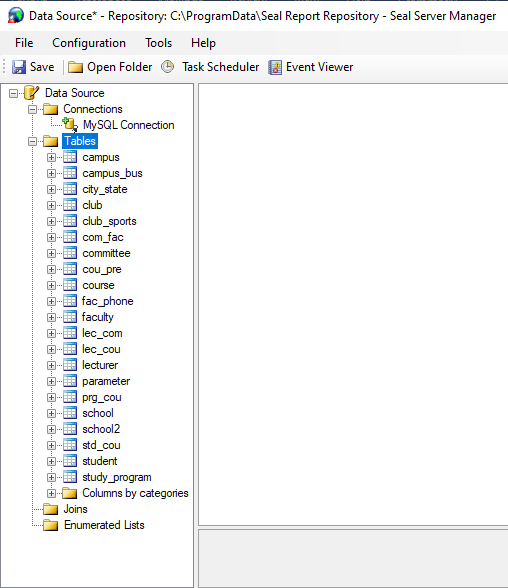 Data Source* - Repository: C:\ProgramData\Seal Report Repository - Seal Server Manager
File Configuration Tools Help
Save Open Folder Task Scheduler Event Viewer
Data Source
Connections
MySQL Connection
Tables
campus
campus_bus
city_state
club
club_sports
com_fac
committee
cou_pre
course
fac_phone
faculty
lec_com
lec_cou
lecturer
parameter
prg_cou
school
school2
std_cou
student
study_program
Columns by categories
Joins
Enumerated Lists